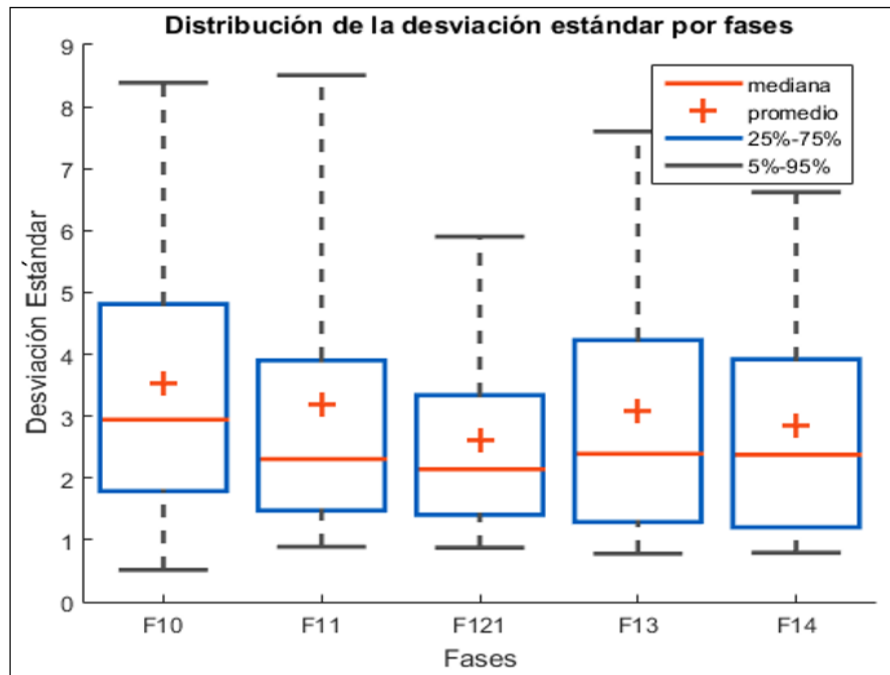 Distribución de la desviación estándar por fases
9
8
7
6
5
4
3
2
1
0
Desviación Estándar
mediana
promedio
25%-75%
5%-95%
F10 F11 F121 F13 F14
Fases